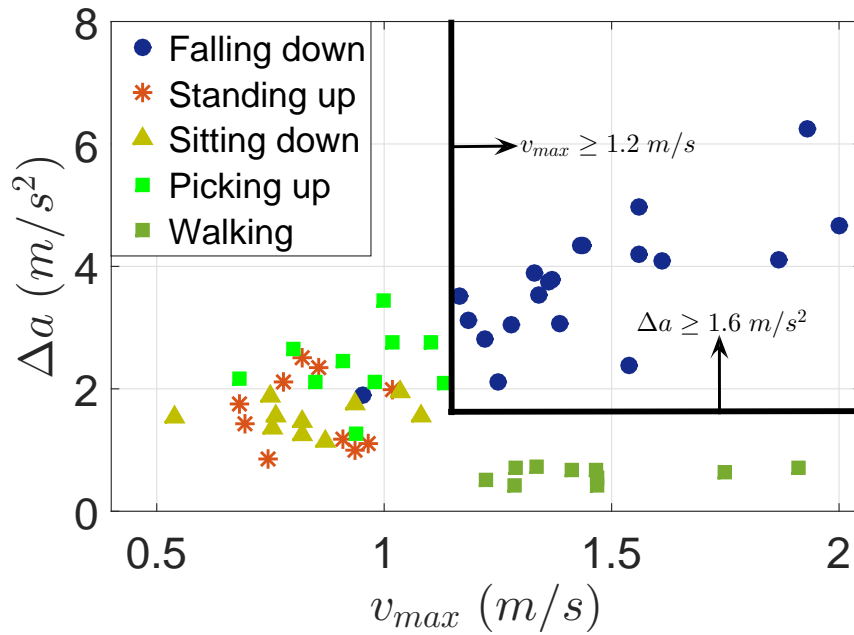 8
6
4
2
0
Δa (m/s²)
Falling down
Standing up
Sitting down
Picking up
Walking
v_max ≥ 1.2 m/s
Δa ≥ 1.6 m/s²
0.5 1 1.5 2
v_max (m/s)